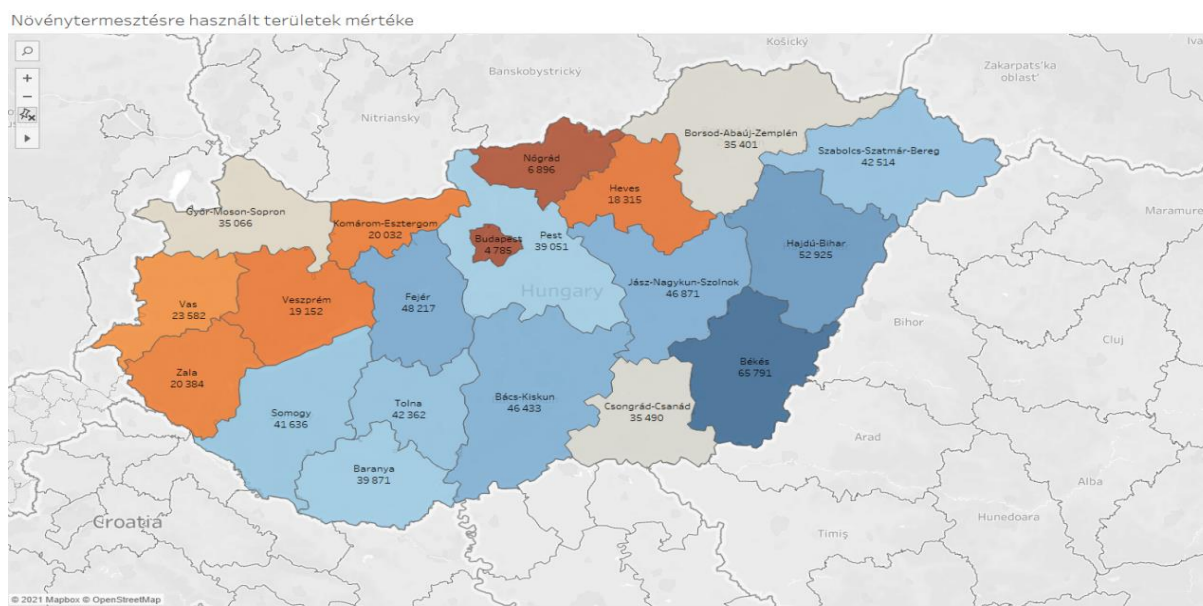 Növénytermesztésre használt területek mértéke
Košický
Banskobystrický
Zakarpats'ka
oblast'
Nitriansky
Borsod-Abaúj-Zemplén
35 401
Szabolcs-Szatmár-Bereg
42 514
Nógrád
6 896
Heves
18 315
Győr-Moson-Sopron
35 066
Komárom-Esztergom
20 032
Budapest
4 785
Pest
39 051
Hajdú-Bihar
52 925
Maramureș
Jász-Nagykun-Szolnok
46 871
Hungary
Vas
23 582
Veszprém
19 152
Fejér
48 217
Bihor
Cluj
Zala
20 384
Békés
65 791
Somogy
41 636
Tolna
42 362
Bács-Kiskun
46 433
Csongrád-Csanád
35 490
Baranya
39 871
Arad
Alba
Croatia
Timiș
Hunedoara
© 2021 Mapbox © OpenStreetMap